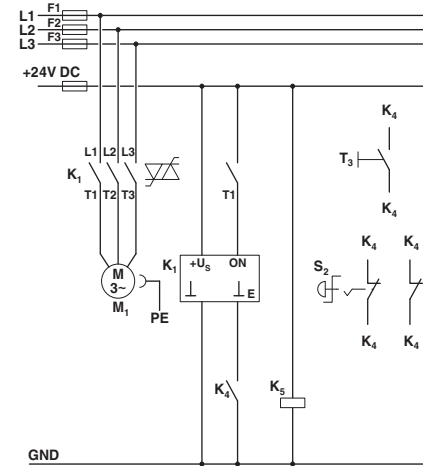 L1 F1
L2 F2
L3 F3
+24V DC
K4
L1 L2 L3
K1
T3
T1 T2 T3
T1
K4
K1 +US ON
M
3~
E
S2
K4 K4
M1
PE
K4 K4
K4
K5
GND